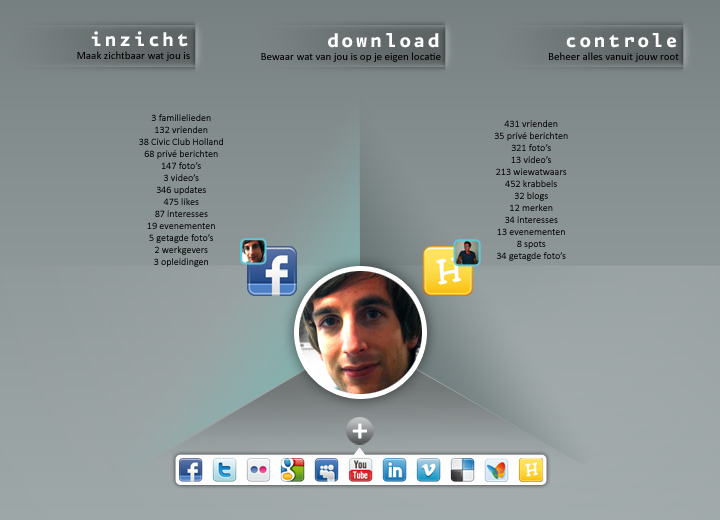 inzicht
Maak zichtbaar wat jou is
download
Bewaar wat van jou is op je eigen locatie
controle
Beheer alles vanuit jouw root
3 familielieden
132 vrienden
38 Civic Club Holland
68 privé berichten
147 foto's
3 video's
346 updates
475 likes
87 interesses
19 evenementen
5 getagde foto's
2 werkgevers
3 opleidingen
431 vrienden
35 privé berichten
321 foto's
13 video's
213 wiewatwaars
452 krabbels
32 blogs
12 merken
34 interesses
13 evenementen
8 spots
34 getagde foto's
f
H
+
f t g You in v H
Tube